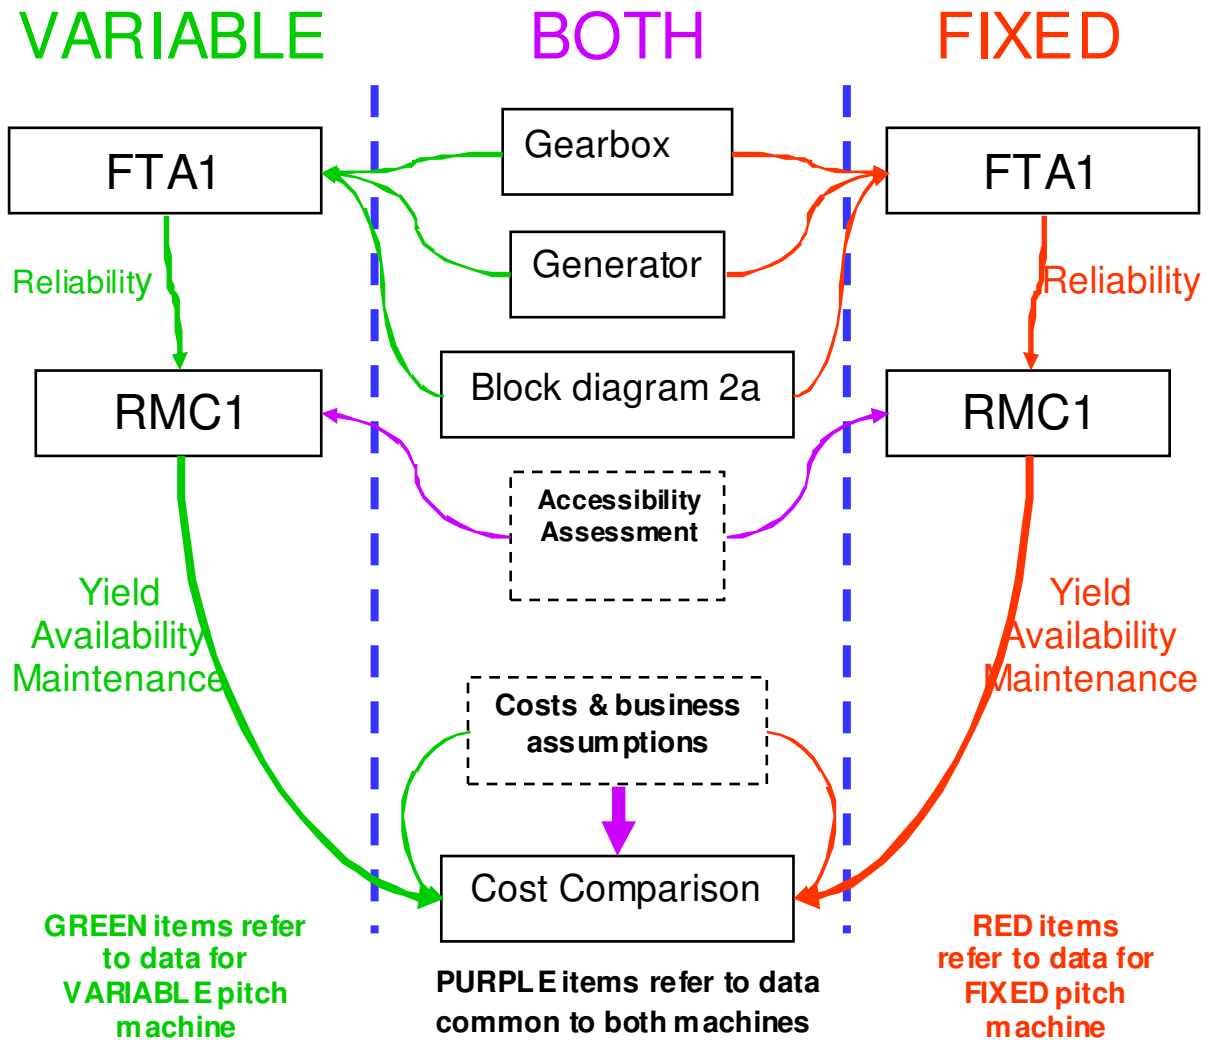 VARIABLE
BOTH
FIXED
FTA1
Gearbox
FTA1
Generator
Reliability
Reliability
RMC1
Block diagram 2a
RMC1
Accessibility
Assessment
Yield
Availability
Maintenance
Yield
Availability
Maintenance
Costs & business
assumptions
Cost Comparison
GREEN items refer
to data for
VARIABLE pitch
machine
PURPLE items refer to data
common to both machines
RED items
refer to data for
FIXED pitch
machine